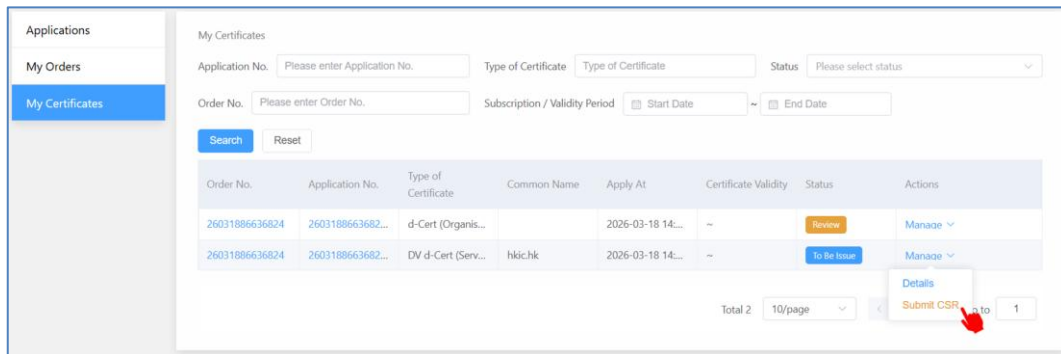 Applications
My Orders
My Certificates
My Certificates
Application No. Please enter Application No. Type of Certificate Type of Certificate Status Please select status
Order No. Please enter Order No. Subscription / Validity Period Start Date ~ End Date
Search Reset
Order No. Application No. Type of Certificate Common Name Apply At Certificate Validity Status Actions
26031886636824 2603188663682... d-Cert (Organis... 2026-03-18 14:... ~ Review Manage
26031886636824 2603188663682... DV d-Cert (Serv... hkic.hk 2026-03-18 14:... ~ To Be Issue Manage
Details
Submit CSR
Total 2 10/page < to 1